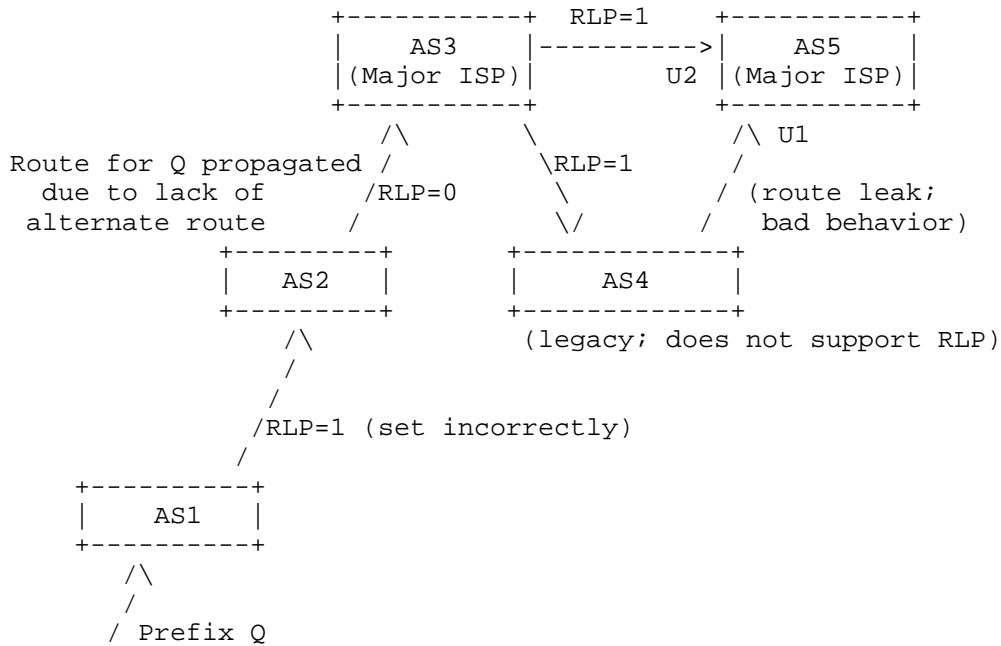 RLP=1
AS3 AS5
(Major ISP) U2 (Major ISP)
U1
Route for Q propagated
RLP=1
due to lack of RLP=0 (route leak;
alternate route bad behavior)
AS2 AS4
(legacy; does not support RLP)
RLP=1 (set incorrectly)
AS1
Prefix Q